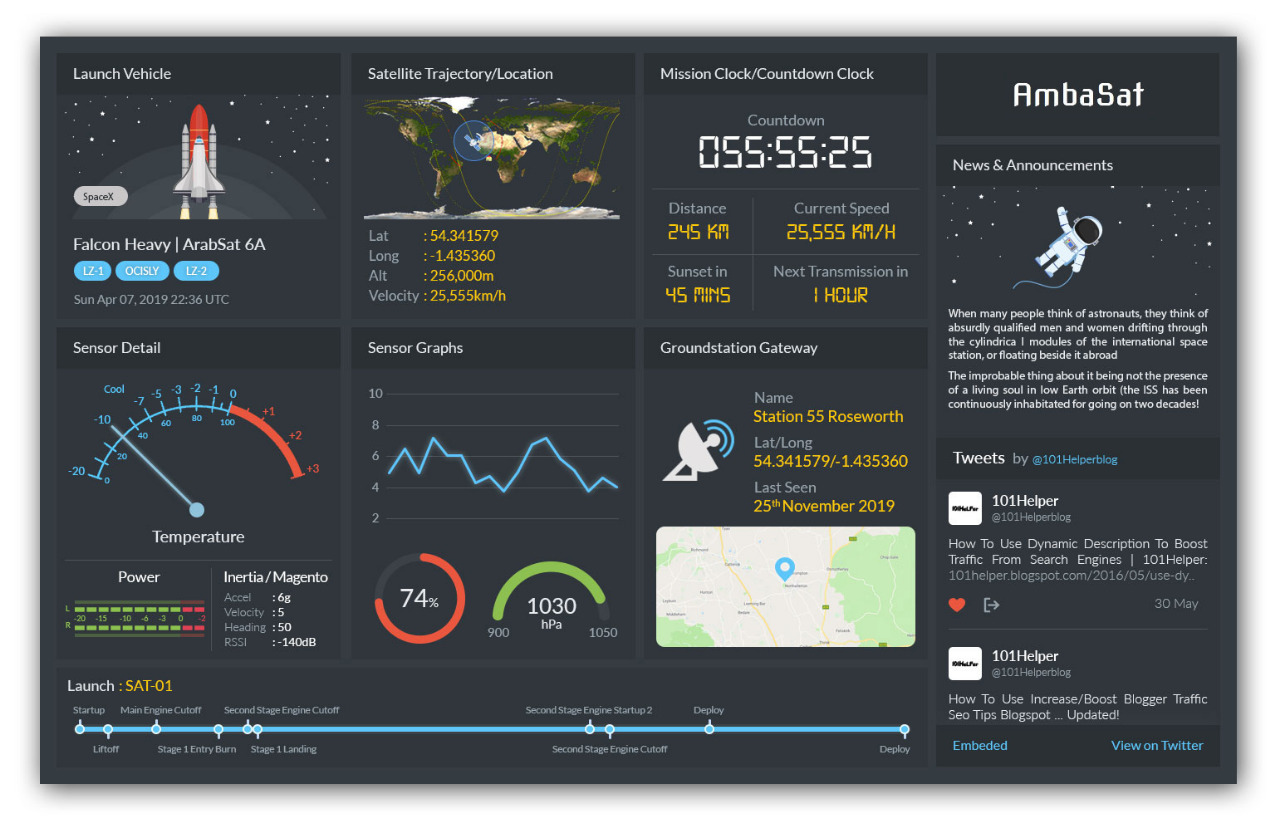 Launch Vehicle
SpaceX
Falcon Heavy | ArabSat 6A
LZ-1 OCISLY LZ-2
Sun Apr 07, 2019 22:36 UTC
Satellite Trajectory/Location
Lat : 54.341579
Long : -1.435360
Alt : 256,000m
Velocity : 25,555km/h
Mission Clock/Countdown Clock
Countdown
055:55:25
Distance
245 KM
Current Speed
25,555 KM/H
Sunset in
45 MINS
Next Transmission in
1 HOUR
AmbaSat
News & Announcements
When many people think of astronauts, they think of
absurdly qualified men and women drifting through
the cylindrica l modules of the international space
station, or floating beside it abroad
The improbable thing about it being not the presence
of a living soul in low Earth orbit (the ISS has been
continuously inhabitated for going on two decades!
Sensor Detail
Cool
-20 -10 -7 -5 -3 -2 -1 0 +1 +2 +3
0 20 40 60 80 100
Temperature
Power
L
-20 -15 -10 -6 -3 0 -2
R
Inertia / Magento
Accel : 6g
Velocity : 5
Heading : 50
RSSI : -140dB
Sensor Graphs
10
8
6
4
2
74%
1030
hPa
900 1050
Groundstation Gateway
Name
Station 55 Roseworth
Lat/Long
54.341579/-1.435360
Last Seen
25th November 2019
Tweets by @101Helperblog
101HeLPer
101Helper
@101Helperblog
How To Use Dynamic Description To Boost
Traffic From Search Engines | 101Helper:
101helper.blogspot.com/2016/05/use-dy..
30 May
101HeLPer
101Helper
@101Helperblog
How To Use Increase/Boost Blogger Traffic
Seo Tips Blogspot ... Updated!
Embeded View on Twitter
Launch : SAT-01
Startup Main Engine Cutoff Second Stage Engine Cutoff Second Stage Engine Startup 2 Deploy
Liftoff Stage 1 Entry Burn Stage 1 Landing Second Stage Engine Cutoff Deploy